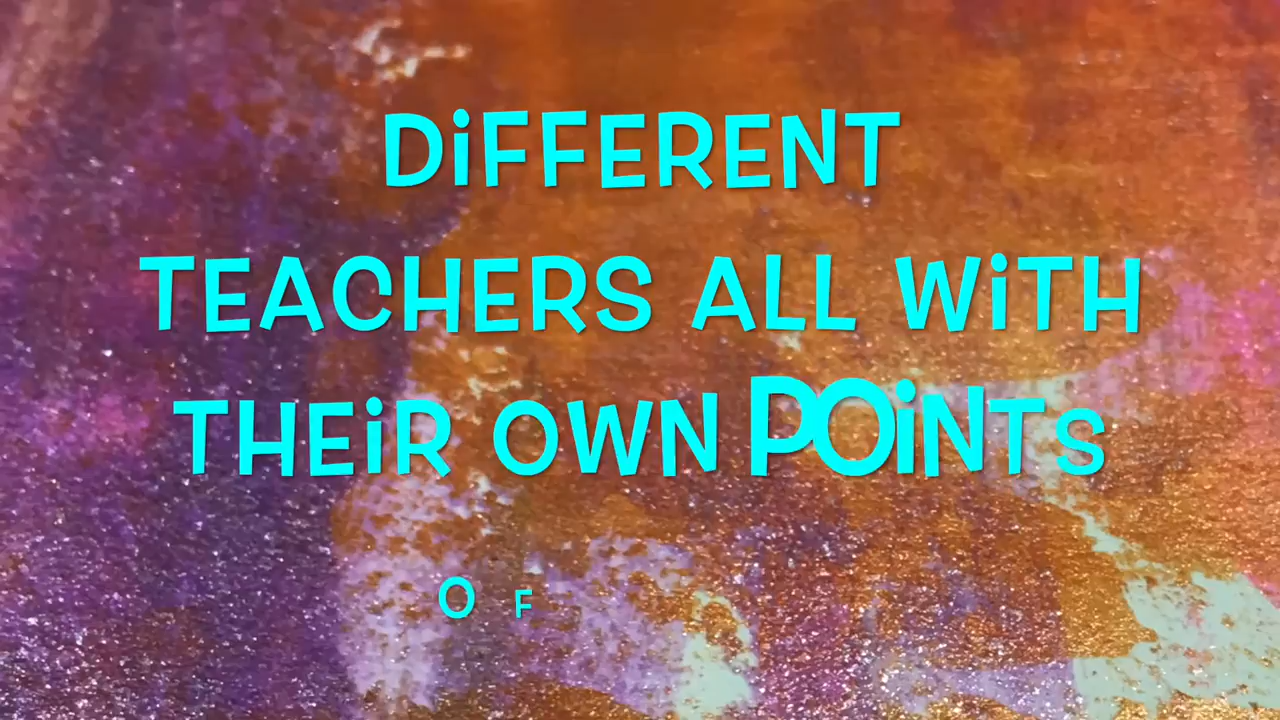 DiFFERENT
TEACHERS ALL WiTH
THEiR OWN POiNTS
OF